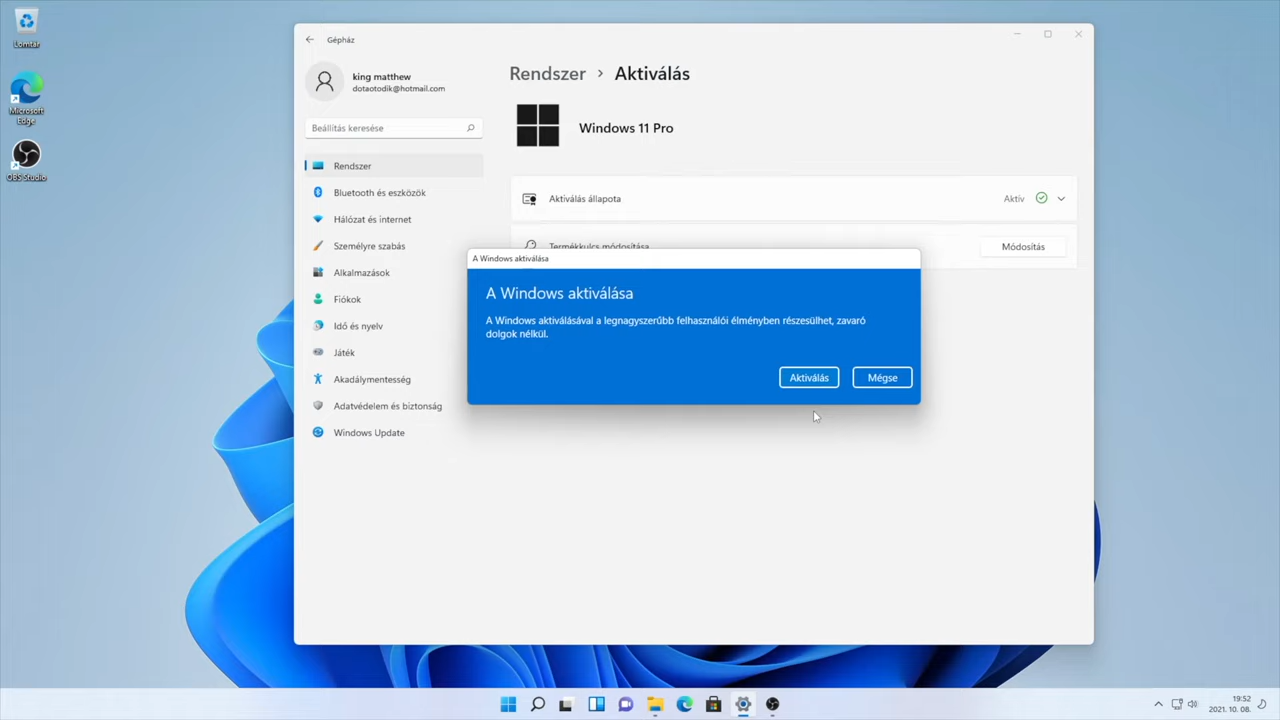 Lomtár
Microsoft
Edge
OBS Studio
Gépház
king matthew
dotaotodik@hotmail.com
Beállítás keresése
Rendszer
Bluetooth és eszközök
Hálózat és internet
Személyre szabás
Alkalmazások
Fiókok
Idő és nyelv
Játék
Akadálymentesség
Adatvédelem és biztonság
Windows Update
Rendszer > Aktiválás
Windows 11 Pro
Aktiválás állapota
Aktív
Termékkulcs módosítása
Módosítás
A Windows aktiválása
A Windows aktiválása
A Windows aktiválásával a legnagyszerűbb felhasználói élményben részesülhet, zavaró
dolgok nélkül.
Aktiválás
Mégse
19:52
2021. 10. 08.